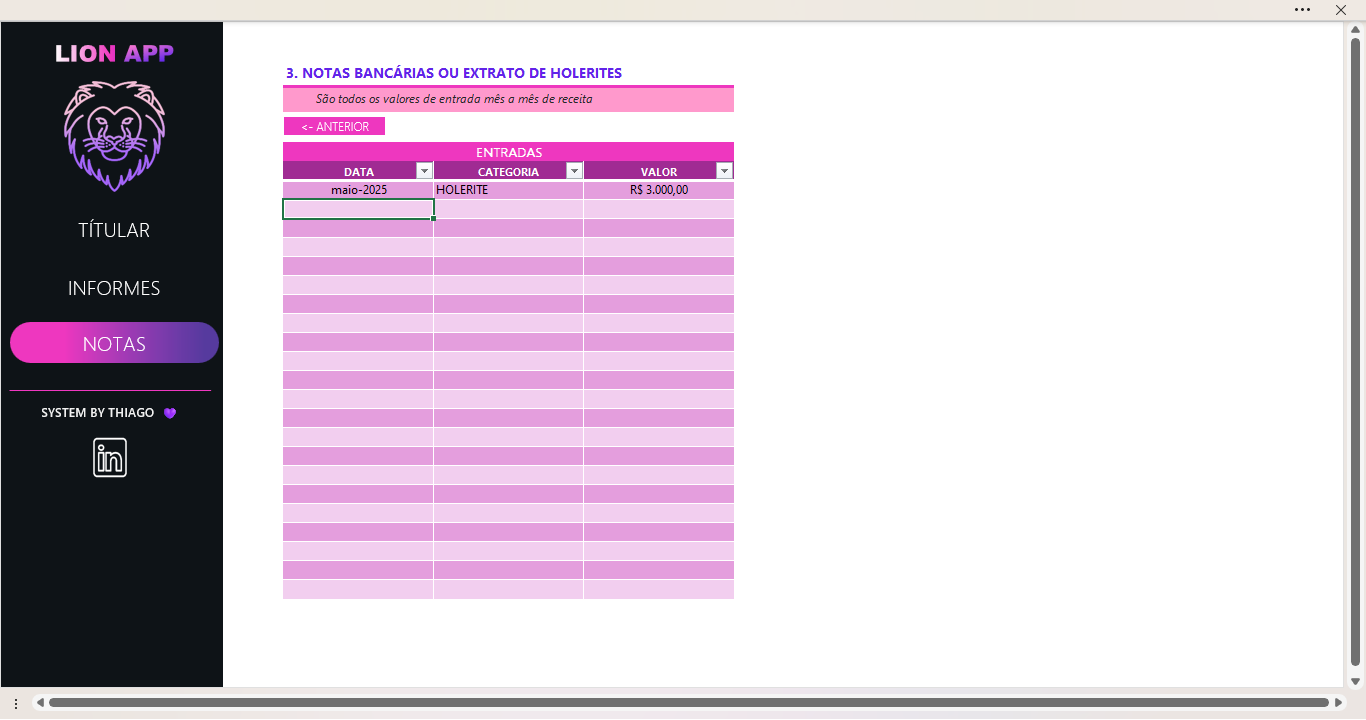 LION APP
TÍTULAR
INFORMES
NOTAS
SYSTEM BY THIAGO 💜
in
3. NOTAS BANCÁRIAS OU EXTRATO DE HOLERITES
São todos os valores de entrada mês a mês de receita
<- ANTERIOR
ENTRADAS
DATA CATEGORIA VALOR
maio-2025 HOLERITE R$ 3.000,00